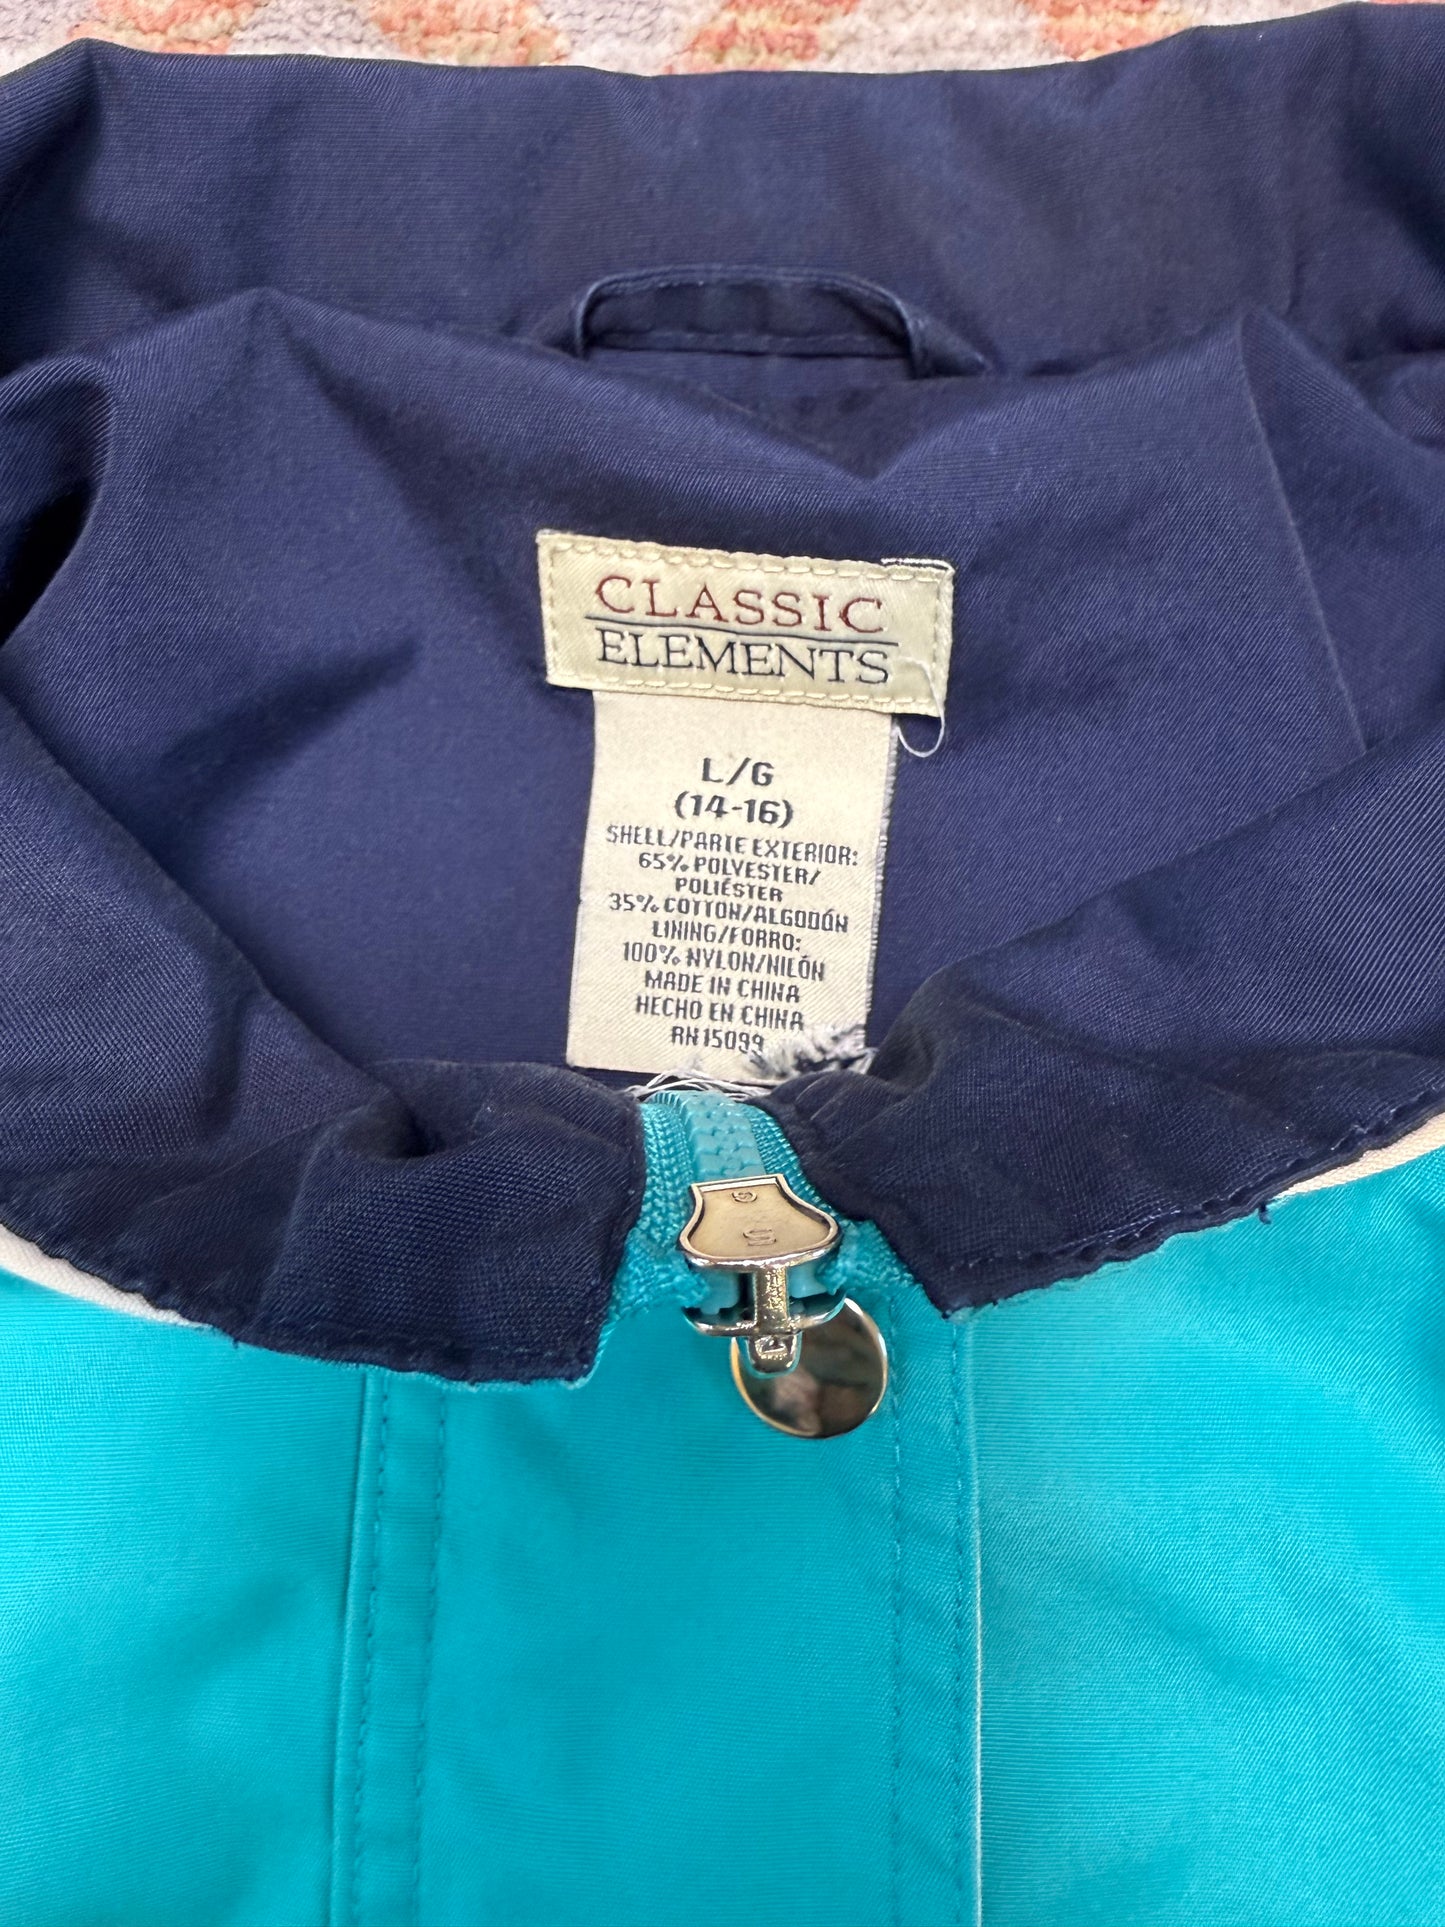 CLASSIC
ELEMENTS
L/G
(14-16)
SHELL/PARTE EXTERIOR:
65% POLYESTER/
POLIÉSTER
35% COTTON/ALGODÓN
LINING/FORRO:
100% NYLON/NILÓN
MADE IN CHINA
HECHO EN CHINA
RN15099